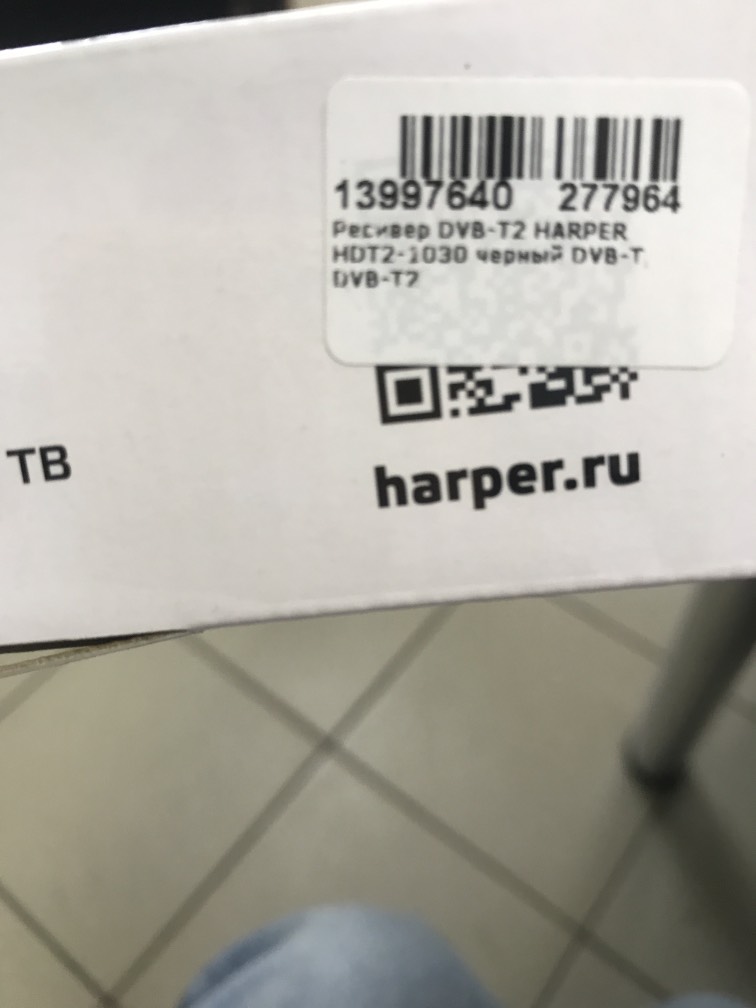 13997640 277964
Ресивер DVB-T2 HARPER
HDT2-1030 черный DVB-T,
DVB-T2
ТВ
harper.ru